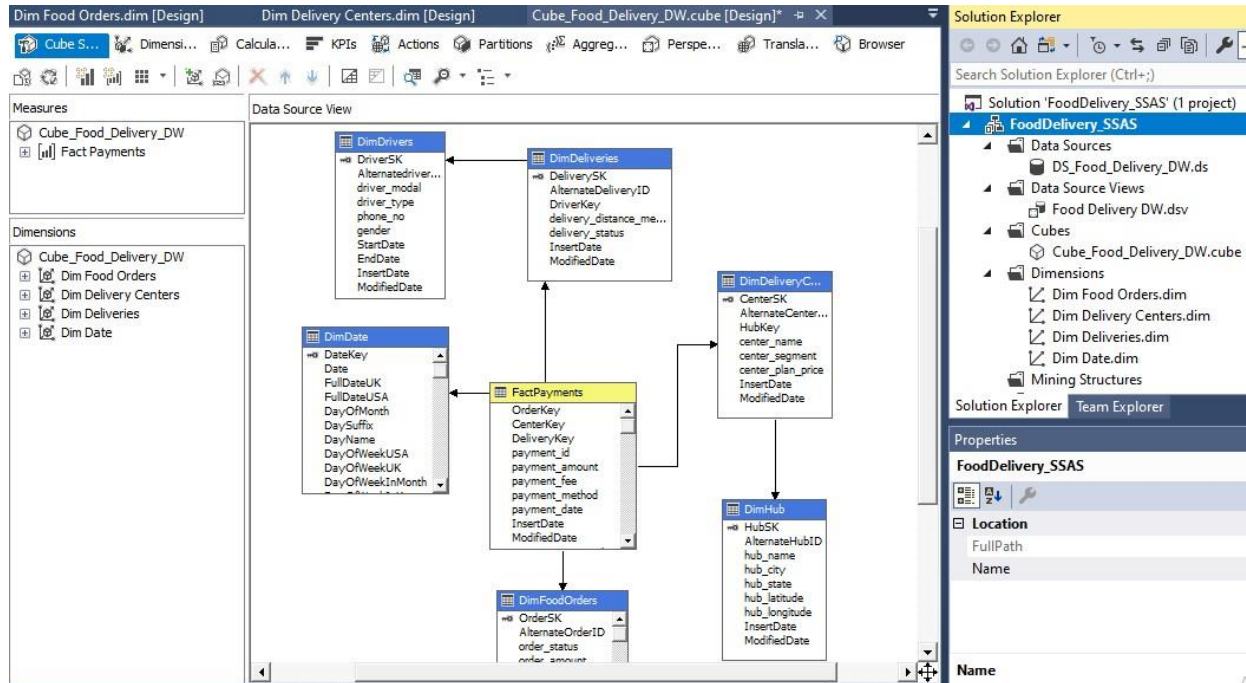 Dim Food Orders.dim [Design]
Dim Delivery Centers.dim [Design]
Cube_Food_Delivery_DW.cube [Design]*
Cube S...
Dimensi...
Calcula...
KPIs
Actions
Partitions
Aggreg...
Perspe...
Transla...
Browser
Measures
Cube_Food_Delivery_DW
Fact Payments
Dimensions
Cube_Food_Delivery_DW
Dim Food Orders
Dim Delivery Centers
Dim Deliveries
Dim Date
Data Source View
DimDrivers
DriverSK
Alternatedriver...
driver_modal
driver_type
phone_no
gender
StartDate
EndDate
InsertDate
ModifiedDate
DimDeliveries
DeliverySK
AlternateDeliveryID
DriverKey
delivery_distance_me...
delivery_status
InsertDate
ModifiedDate
DimDeliveryC...
CenterSK
AlternateCenter...
HubKey
center_name
center_segment
center_plan_price
InsertDate
ModifiedDate
DimDate
DateKey
Date
FullDateUK
FullDateUSA
DayOfMonth
DaySuffix
DayName
DayOfWeekUSA
DayOfWeekUK
DayOfWeekInMonth
FactPayments
OrderKey
CenterKey
DeliveryKey
payment_id
payment_amount
payment_fee
payment_method
payment_date
InsertDate
ModifiedDate
DimHub
HubSK
AlternateHubID
hub_name
hub_city
hub_state
hub_latitude
hub_longitude
InsertDate
ModifiedDate
DimFoodOrders
OrderSK
AlternateOrderID
order_status
order_amount
Solution Explorer
Search Solution Explorer (Ctrl+;)
Solution 'FoodDelivery_SSAS' (1 project)
FoodDelivery_SSAS
Data Sources
DS_Food_Delivery_DW.ds
Data Source Views
Food Delivery DW.dsv
Cubes
Cube_Food_Delivery_DW.cube
Dimensions
Dim Food Orders.dim
Dim Delivery Centers.dim
Dim Deliveries.dim
Dim Date.dim
Mining Structures
Solution Explorer
Team Explorer
Properties
FoodDelivery_SSAS
Location
FullPath
Name
Name